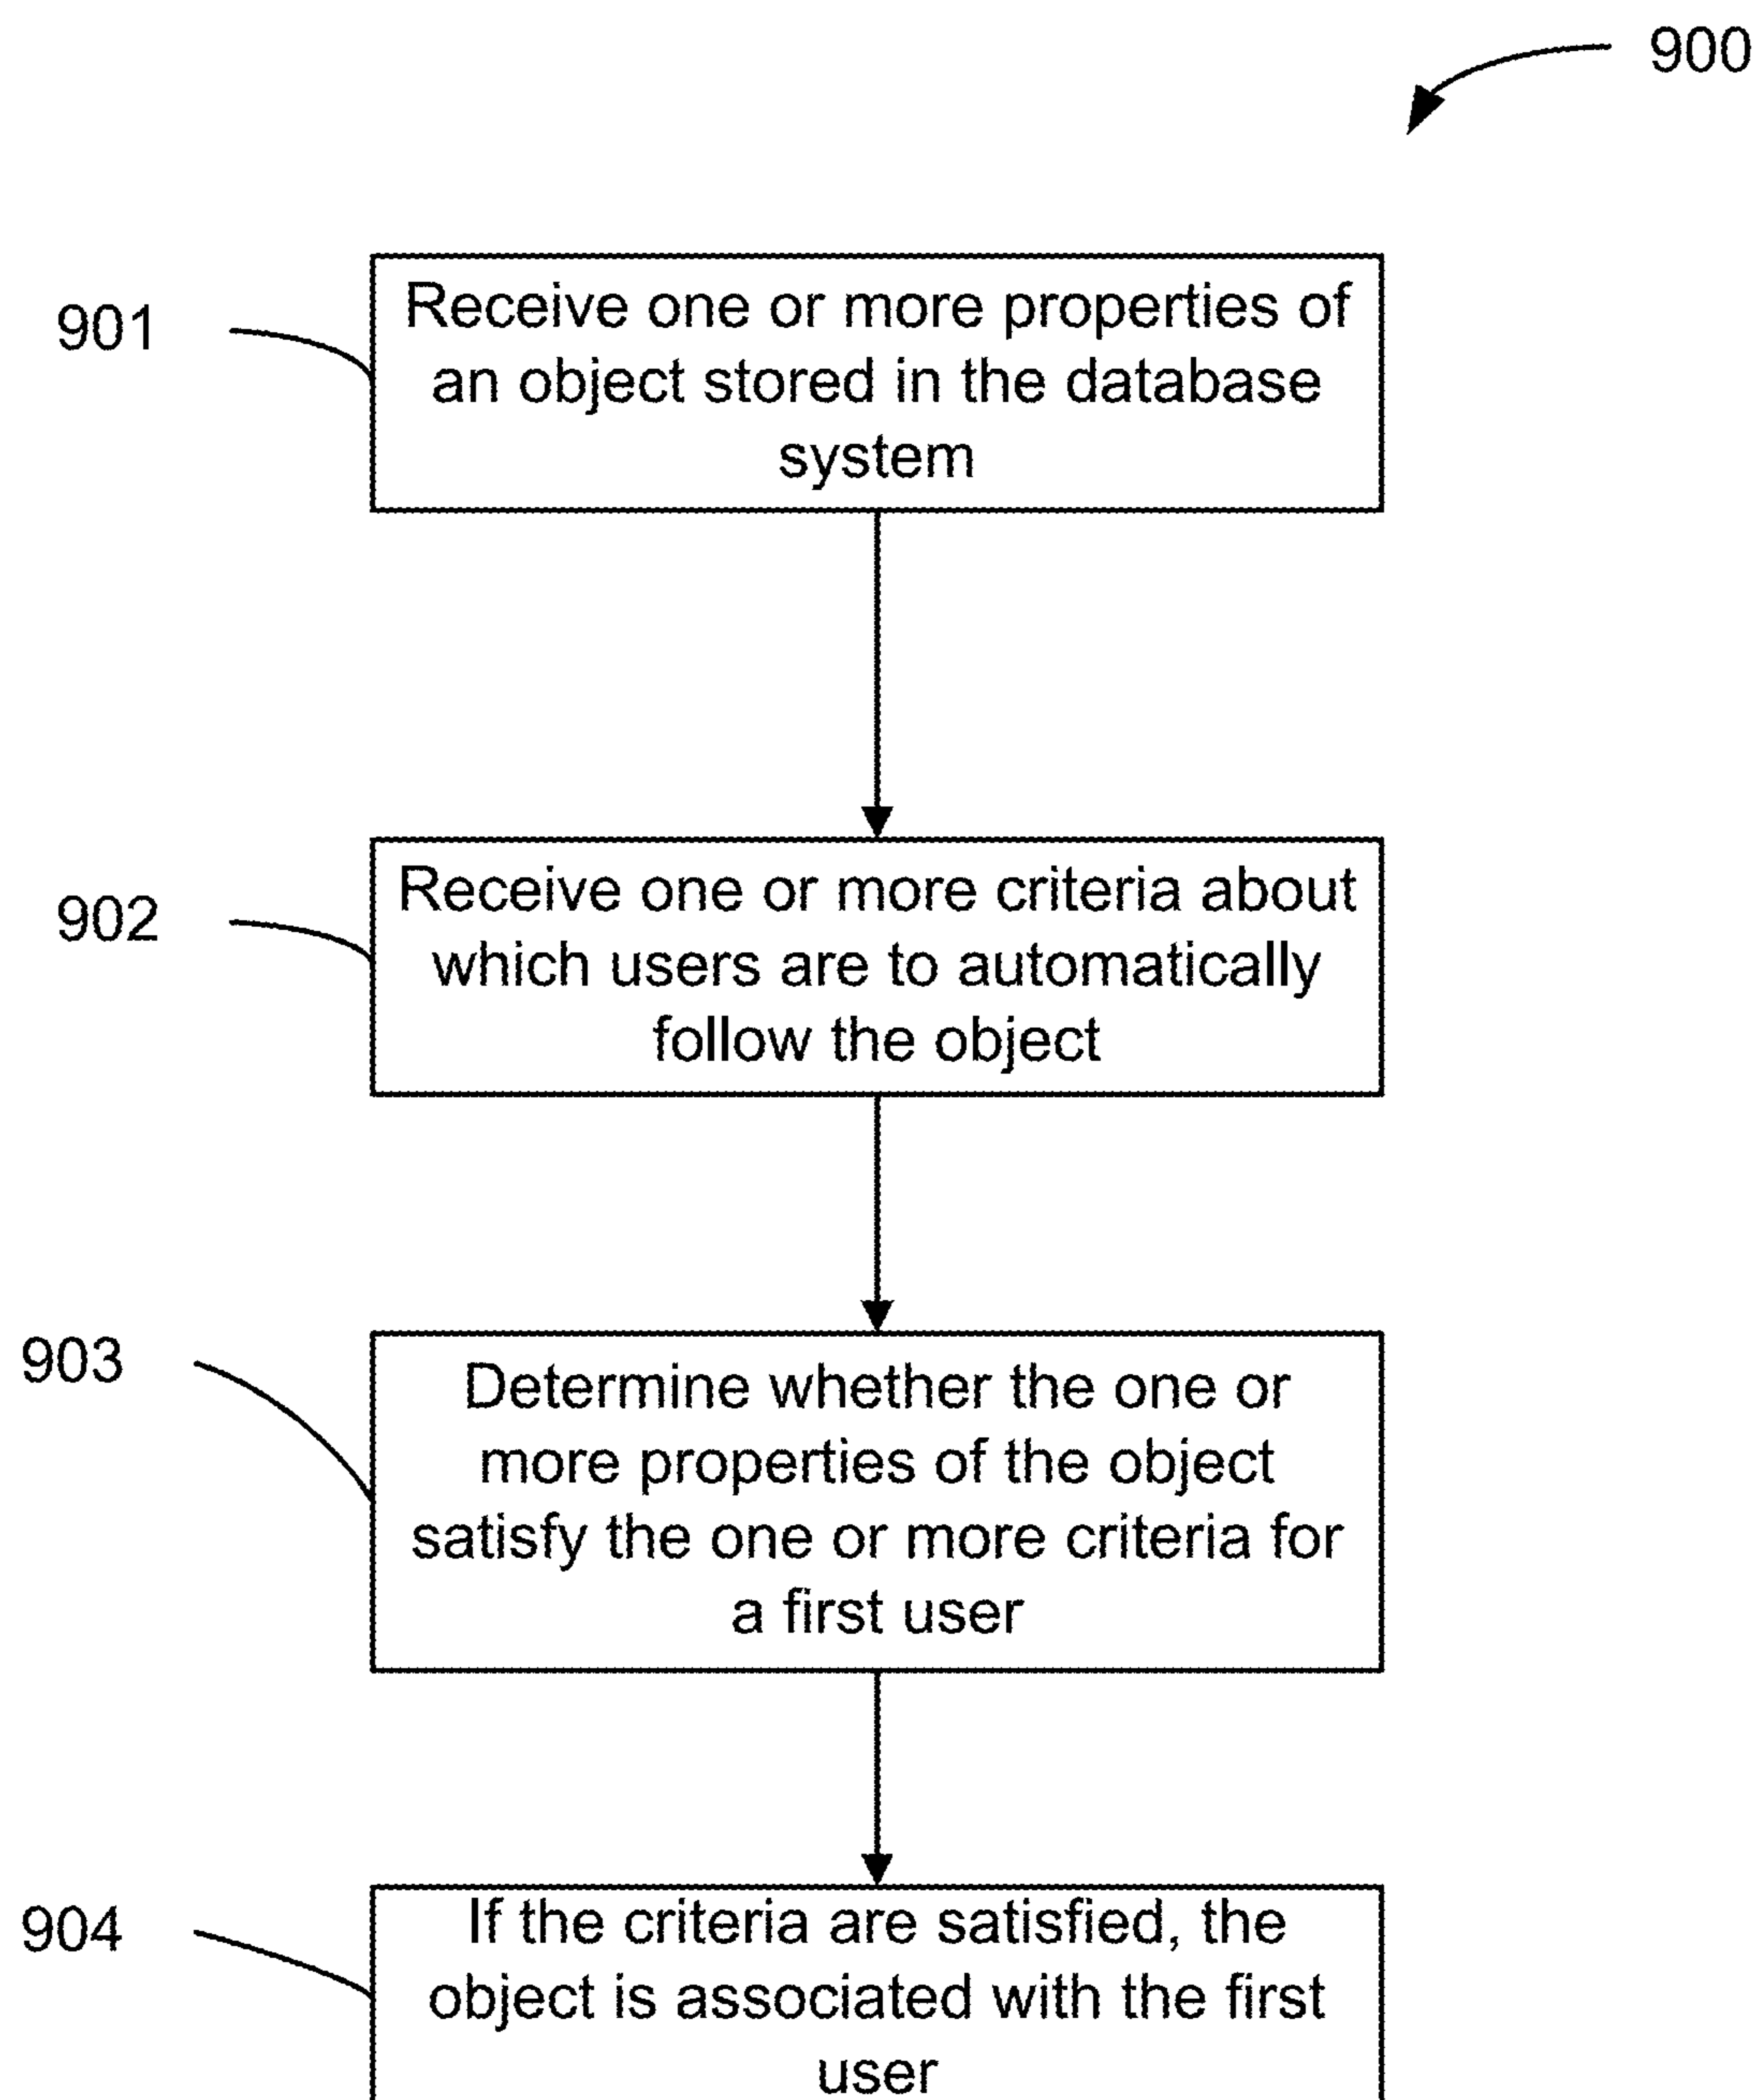 900
901
Receive one or more properties of
an object stored in the database
system
902
Receive one or more criteria about
which users are to automatically
follow the object
903
Determine whether the one or
more properties of the object
satisfy the one or more criteria for
a first user
904
If the criteria are satisfied, the
object is associated with the first
user